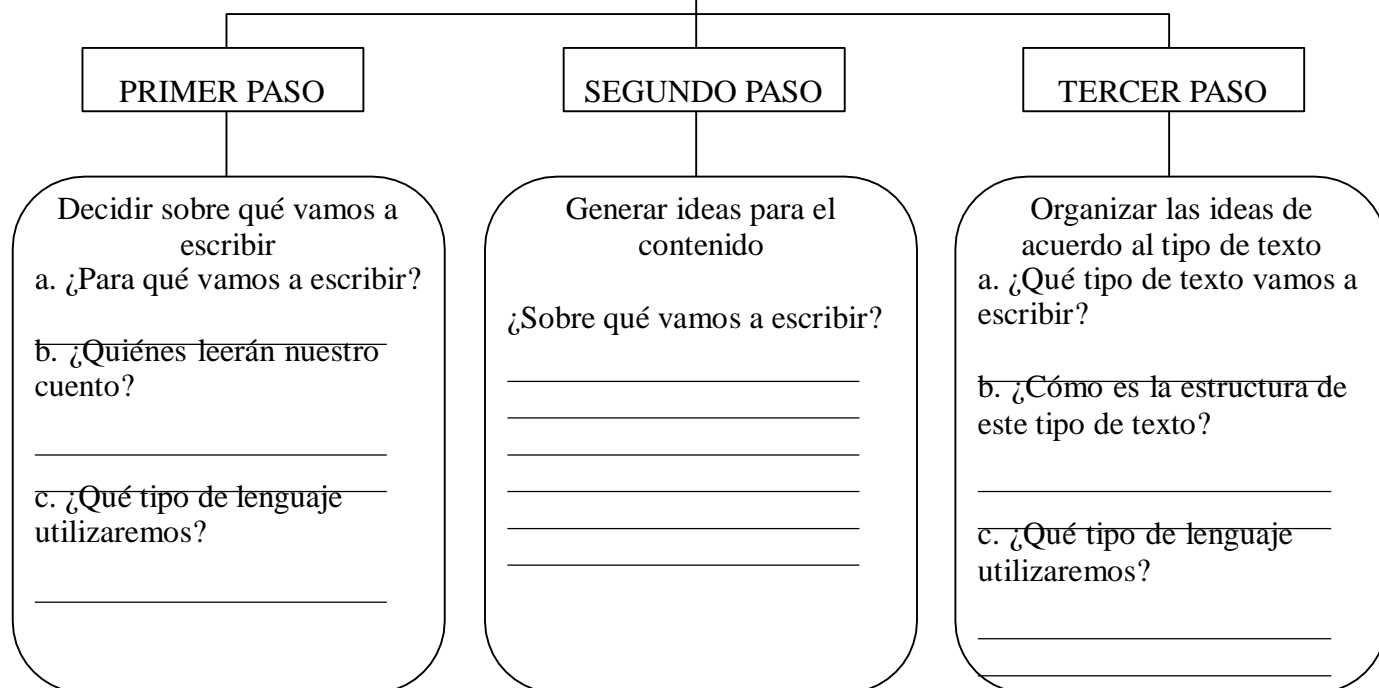 PRIMER PASO
SEGUNDO PASO
TERCER PASO
Decidir sobre qué vamos a
escribir
a. ¿Para qué vamos a escribir?
b. ¿Quiénes leerán nuestro
cuento?
c. ¿Qué tipo de lenguaje
utilizaremos?
Generar ideas para el
contenido
¿Sobre qué vamos a escribir?
Organizar las ideas de
acuerdo al tipo de texto
a. ¿Qué tipo de texto vamos a
escribir?
b. ¿Cómo es la estructura de
este tipo de texto?
c. ¿Qué tipo de lenguaje
utilizaremos?